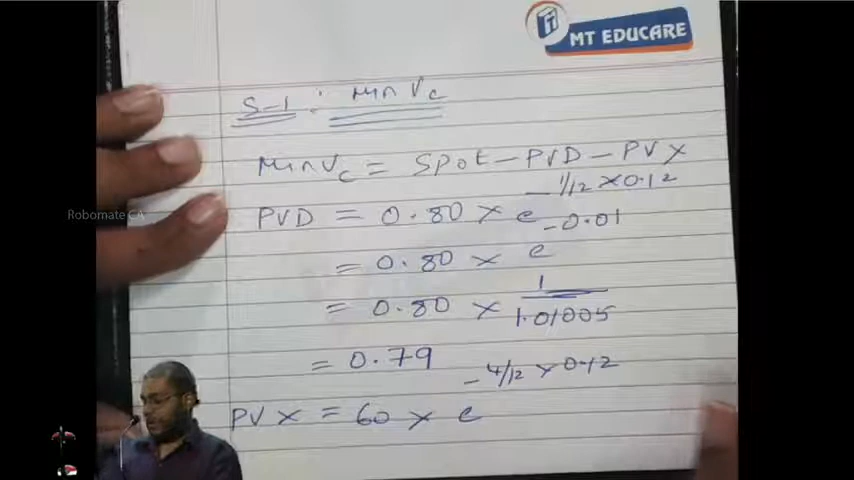 MT EDUCARE
S-1 : Min Vc
Min Vc = Spot - PVD - PV X
PVD = 0.80 × e -1/12 × 0.12
= 0.80 × e -0.01
= 0.80 × 1/1.01005
= 0.79
PV X = 60 × e -4/12 × 0.12
Robomate CA